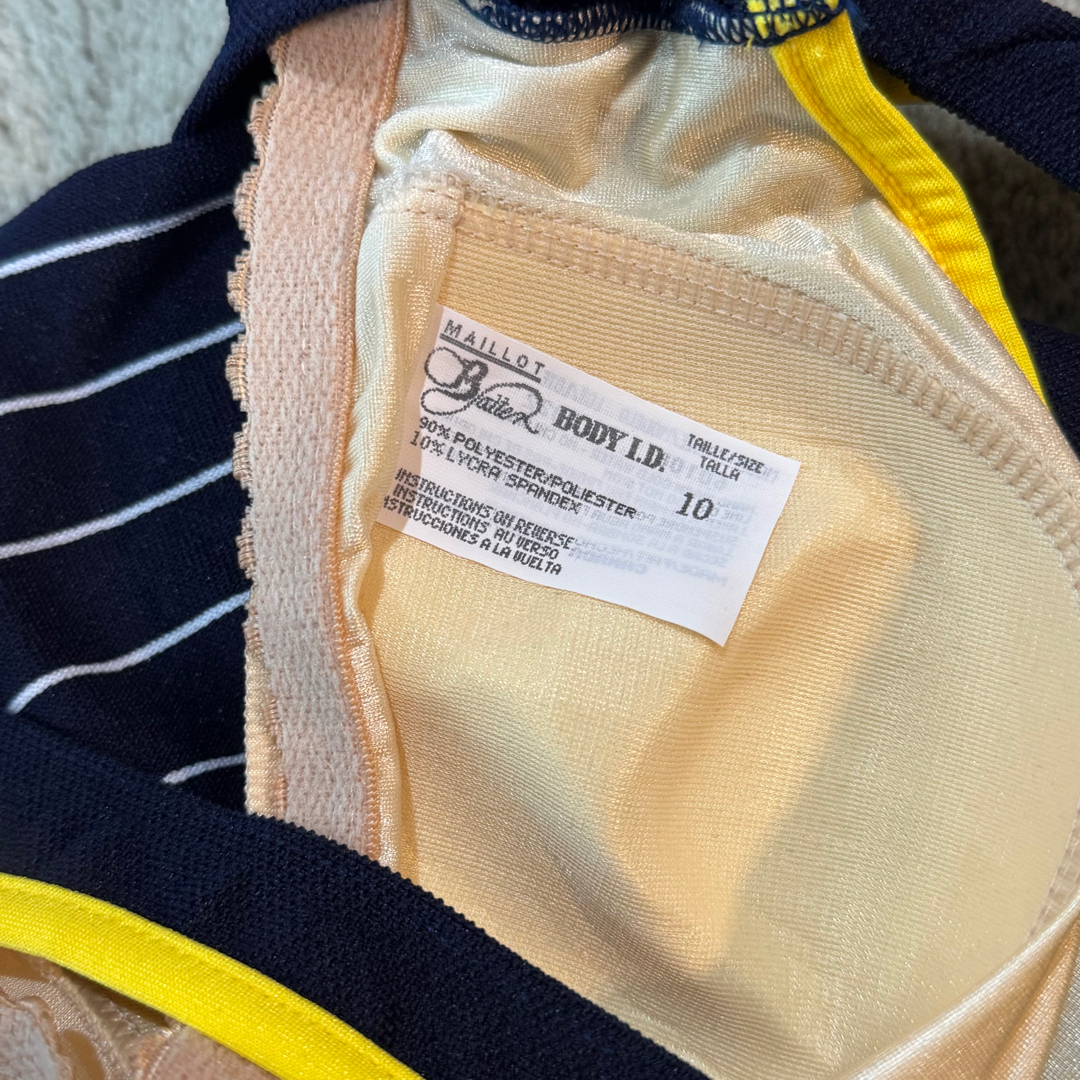 MAILLOT
Baltex BODY I.D.
TAILLE/SIZE
TALLA
10
90% POLYESTER/POLIESTER
10% LYCRA SPANDEX
INSTRUCTIONS ON REVERSE
INSTRUCTIONS AU VERSO
INSTRUCCIONES A LA VUELTA